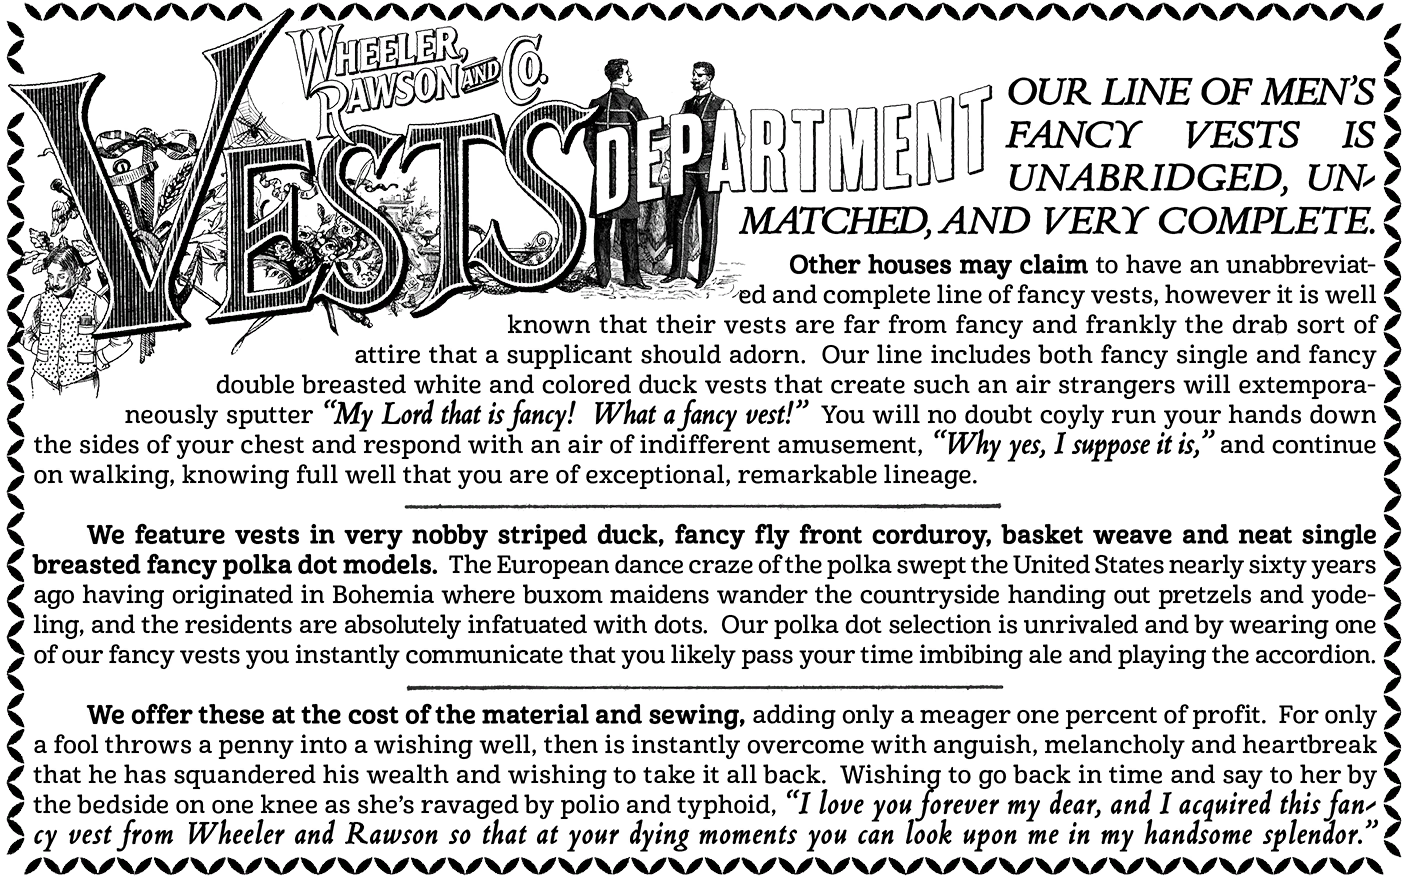 WHEELER,
RAWSON AND CO.
VESTS DEPARTMENT
OUR LINE OF MEN'S
FANCY VESTS IS
UNABRIDGED, UN-
MATCHED, AND VERY COMPLETE.
Other houses may claim to have an unabbreviat-
ed and complete line of fancy vests, however it is well
known that their vests are far from fancy and frankly the drab sort of
attire that a supplicant should adorn. Our line includes both fancy single and fancy
double breasted white and colored duck vests that create such an air strangers will extempora-
neously sputter “My Lord that is fancy! What a fancy vest!” You will no doubt coyly run your hands down
the sides of your chest and respond with an air of indifferent amusement, “Why yes, I suppose it is,” and continue
on walking, knowing full well that you are of exceptional, remarkable lineage.
We feature vests in very nobby striped duck, fancy fly front corduroy, basket weave and neat single
breasted fancy polka dot models. The European dance craze of the polka swept the United States nearly sixty years
ago having originated in Bohemia where buxom maidens wander the countryside handing out pretzels and yode-
ling, and the residents are absolutely infatuated with dots. Our polka dot selection is unrivaled and by wearing one
of our fancy vests you instantly communicate that you likely pass your time imbibing ale and playing the accordion.
We offer these at the cost of the material and sewing, adding only a meager one percent of profit. For only
a fool throws a penny into a wishing well, then is instantly overcome with anguish, melancholy and heartbreak
that he has squandered his wealth and wishing to take it all back. Wishing to go back in time and say to her by
the bedside on one knee as she's ravaged by polio and typhoid, “I love you forever my dear, and I acquired this fan-
cy vest from Wheeler and Rawson so that at your dying moments you can look upon me in my handsome splendor.”